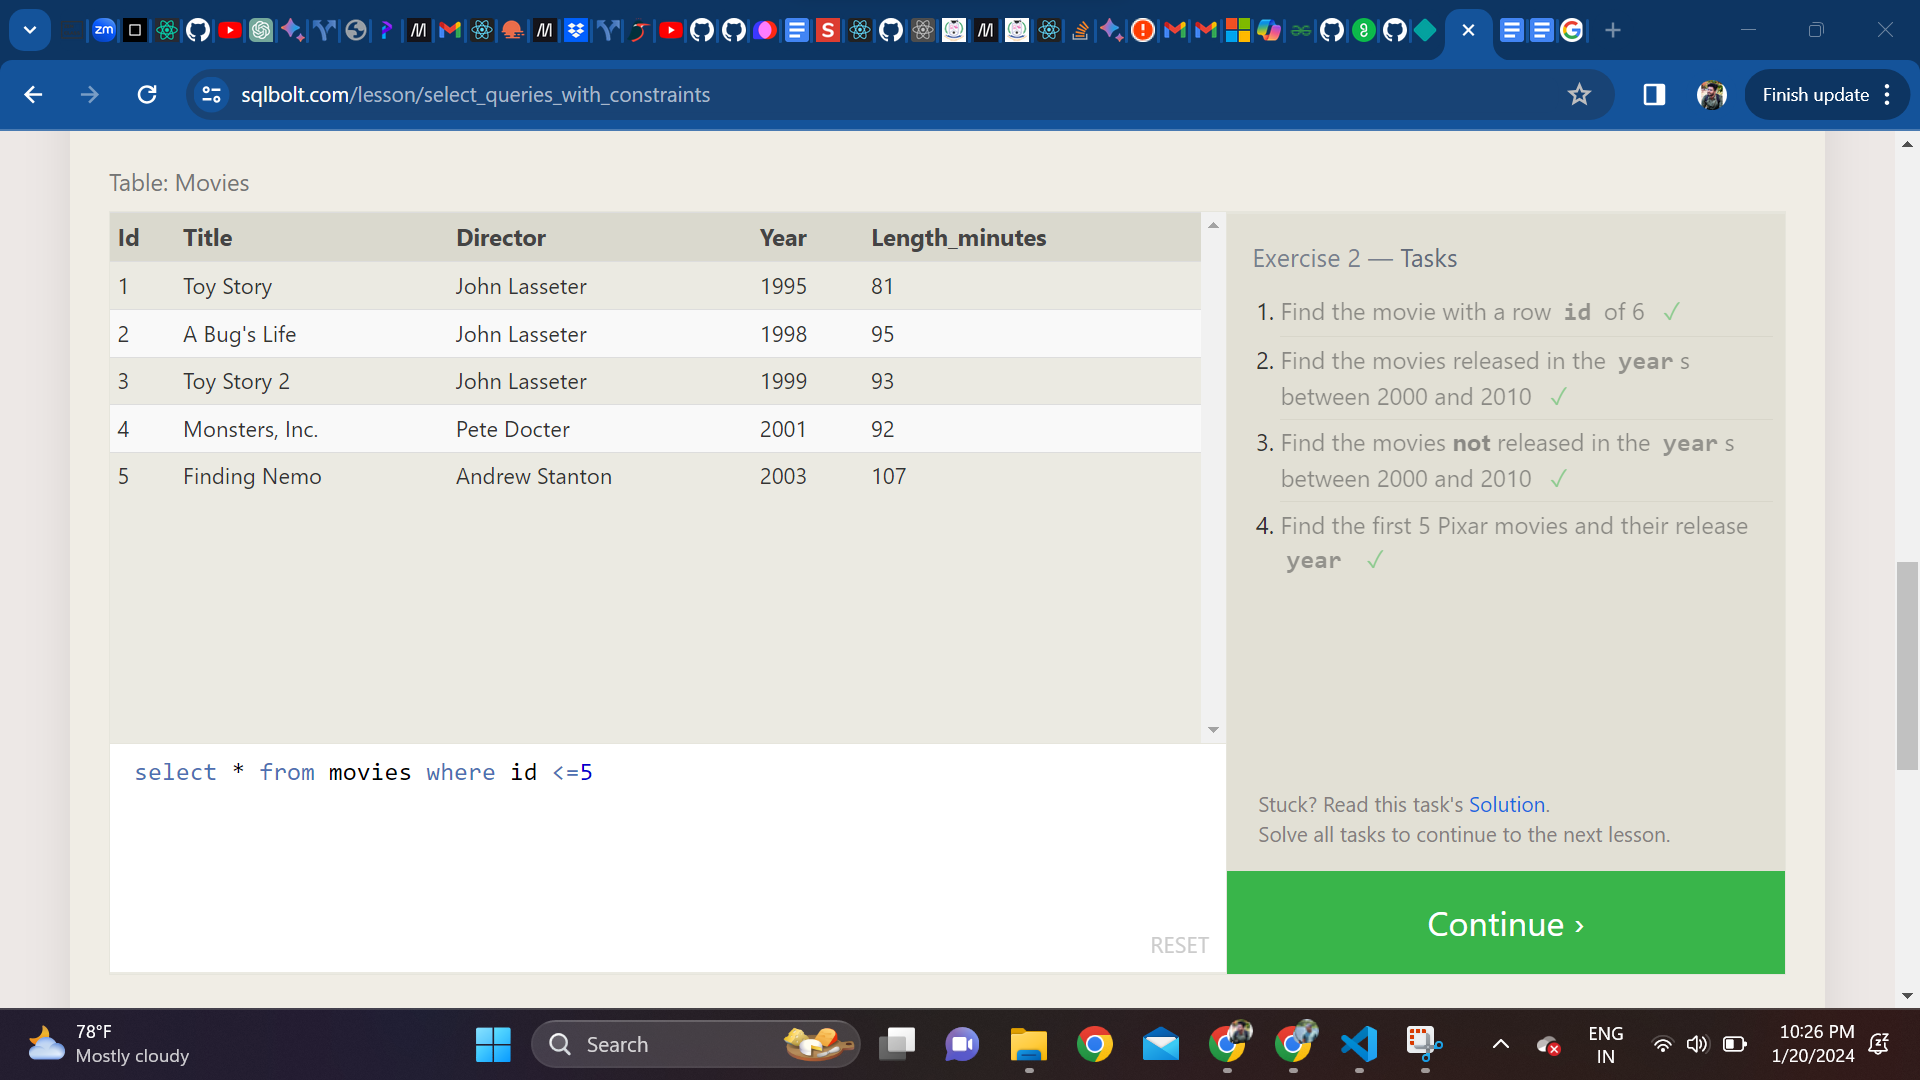 zm
sqlbolt.com/lesson/select_queries_with_constraints
Finish update
Table: Movies
Id Title Director Year Length_minutes
1 Toy Story John Lasseter 1995 81
2 A Bug's Life John Lasseter 1998 95
3 Toy Story 2 John Lasseter 1999 93
4 Monsters, Inc. Pete Docter 2001 92
5 Finding Nemo Andrew Stanton 2003 107
select * from movies where id <=5
RESET
Exercise 2 — Tasks
1. Find the movie with a row id of 6 ✓
2. Find the movies released in the year s
between 2000 and 2010 ✓
3. Find the movies not released in the year s
between 2000 and 2010 ✓
4. Find the first 5 Pixar movies and their release
year ✓
Stuck? Read this task's Solution.
Solve all tasks to continue to the next lesson.
Continue ›
78°F
Mostly cloudy
Search
ENG
IN
10:26 PM
1/20/2024